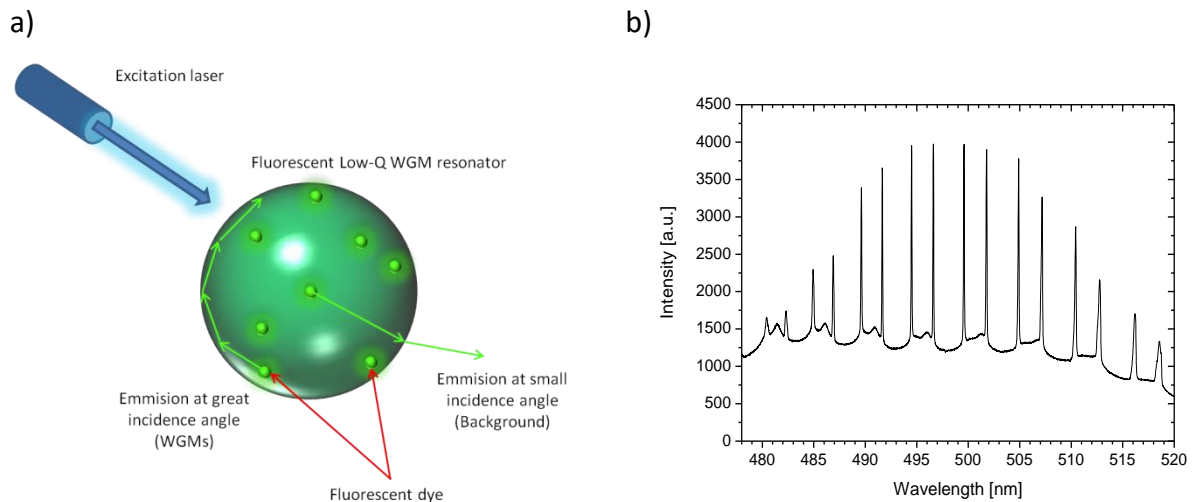 a)
b)
Excitation laser
Fluorescent Low-Q WGM resonator
Emmision at great
incidence angle
(WGMs)
Emmision at small
incidence angle
(Background)
Fluorescent dye
4500
4000
3500
3000
2500
2000
1500
1000
500
0
Intensity [a.u.]
480 485 490 495 500 505 510 515 520
Wavelength [nm]